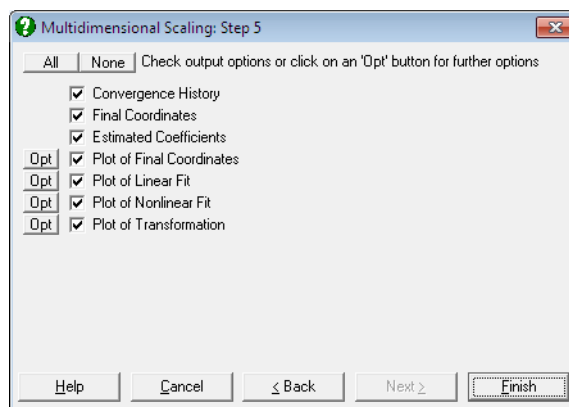 Multidimensional Scaling: Step 5
All None Check output options or click on an 'Opt' button for further options
Convergence History
Final Coordinates
Estimated Coefficients
Opt Plot of Final Coordinates
Opt Plot of Linear Fit
Opt Plot of Nonlinear Fit
Opt Plot of Transformation
Help Cancel < Back Next > Finish